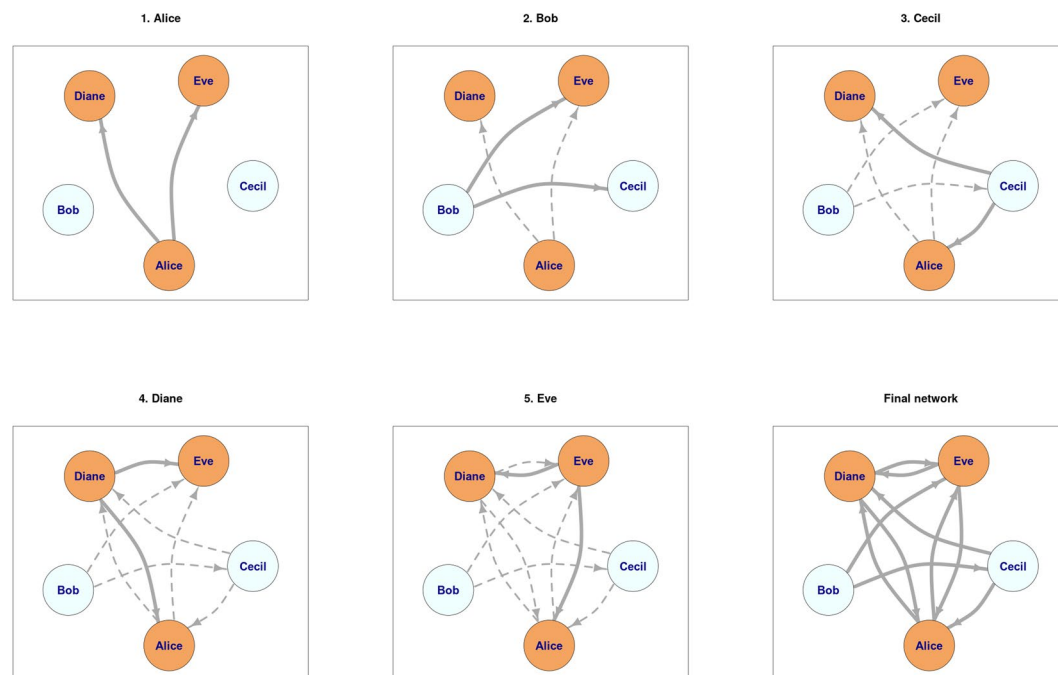 1. Alice
2. Bob
3. Cecil
Diane
Eve
Bob
Cecil
Alice
Diane
Eve
Bob
Cecil
Alice
Diane
Eve
Bob
Cecil
Alice
4. Diane
5. Eve
Final network
Diane
Eve
Bob
Cecil
Alice
Diane
Eve
Bob
Cecil
Alice
Diane
Eve
Bob
Cecil
Alice